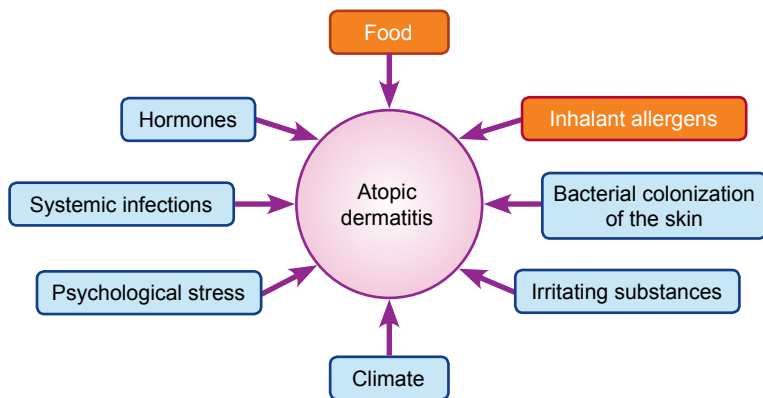 Food
Hormones
Inhalant allergens
Systemic infections
Atopic
dermatitis
Bacterial colonization
of the skin
Psychological stress
Irritating substances
Climate